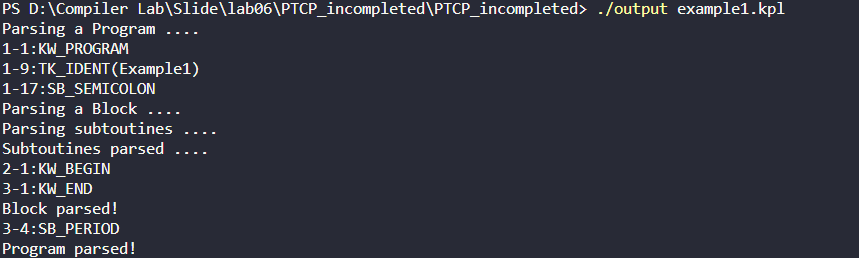 PS D:\Compiler Lab\Slide\lab06\PTCP_incompleted\PTCP_incompleted> ./output example1.kpl
Parsing a Program ....
1-1:KW_PROGRAM
1-9:TK_IDENT(Example1)
1-17:SB_SEMICOLON
Parsing a Block ....
Parsing subtoutines ....
Subtoutines parsed ....
2-1:KW_BEGIN
3-1:KW_END
Block parsed!
3-4:SB_PERIOD
Program parsed!